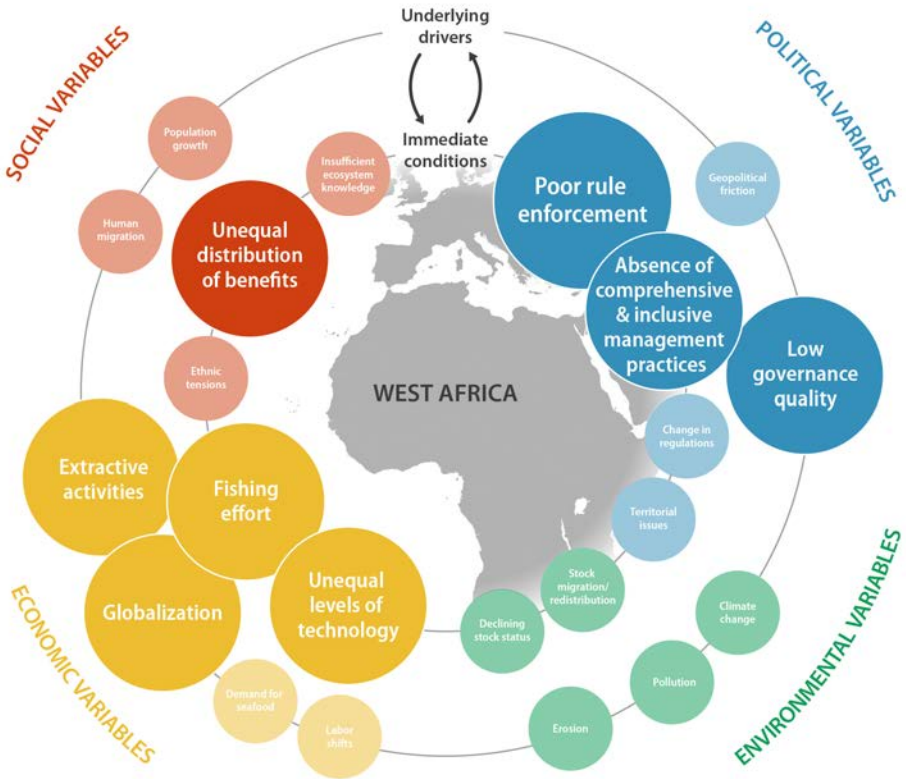 Underlying
drivers
Immediate
conditions
SOCIAL VARIABLES
Population
growth
Insufficient
ecosystem
knowledge
Human
migration
Unequal
distribution
of benefits
Ethnic
tensions
POLITICAL VARIABLES
Poor rule
enforcement
Geopolitical
friction
Absence of
comprehensive
& inclusive
management
practices
Low
governance
quality
Change in
regulations
Territorial
issues
WEST AFRICA
ECONOMIC VARIABLES
Extractive
activities
Fishing
effort
Globalization
Unequal
levels of
technology
Demand for
seafood
Labor
shifts
ENVIRONMENTAL VARIABLES
Stock
migration/
redistribution
Declining
stock status
Climate
change
Pollution
Erosion